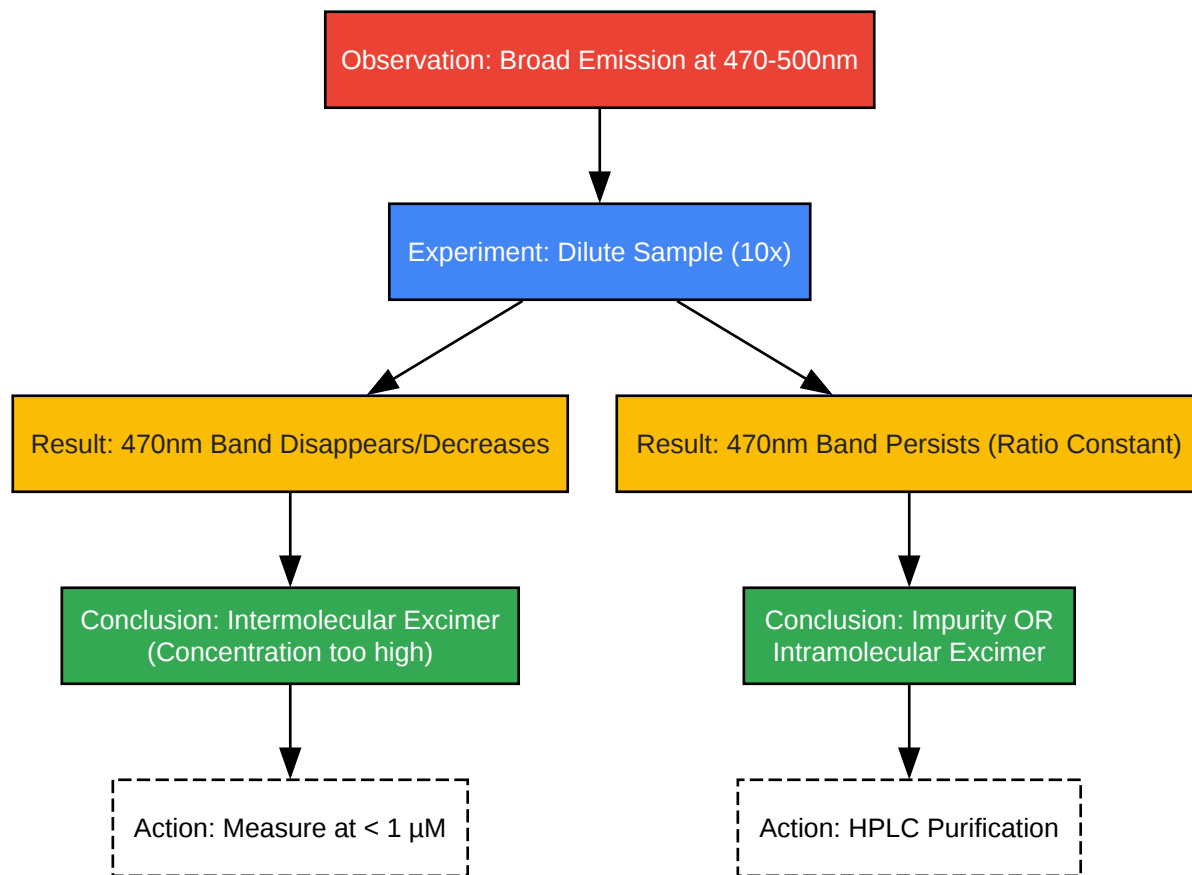 Observation: Broad Emission at 470-500nm
Experiment: Dilute Sample (10x)
Result: 470nm Band Disappears/Decreases
Result: 470nm Band Persists (Ratio Constant)
Conclusion: Intermolecular Excimer
(Concentration too high)
Conclusion: Impurity OR
Intramolecular Excimer
Action: Measure at < 1 µM
Action: HPLC Purification